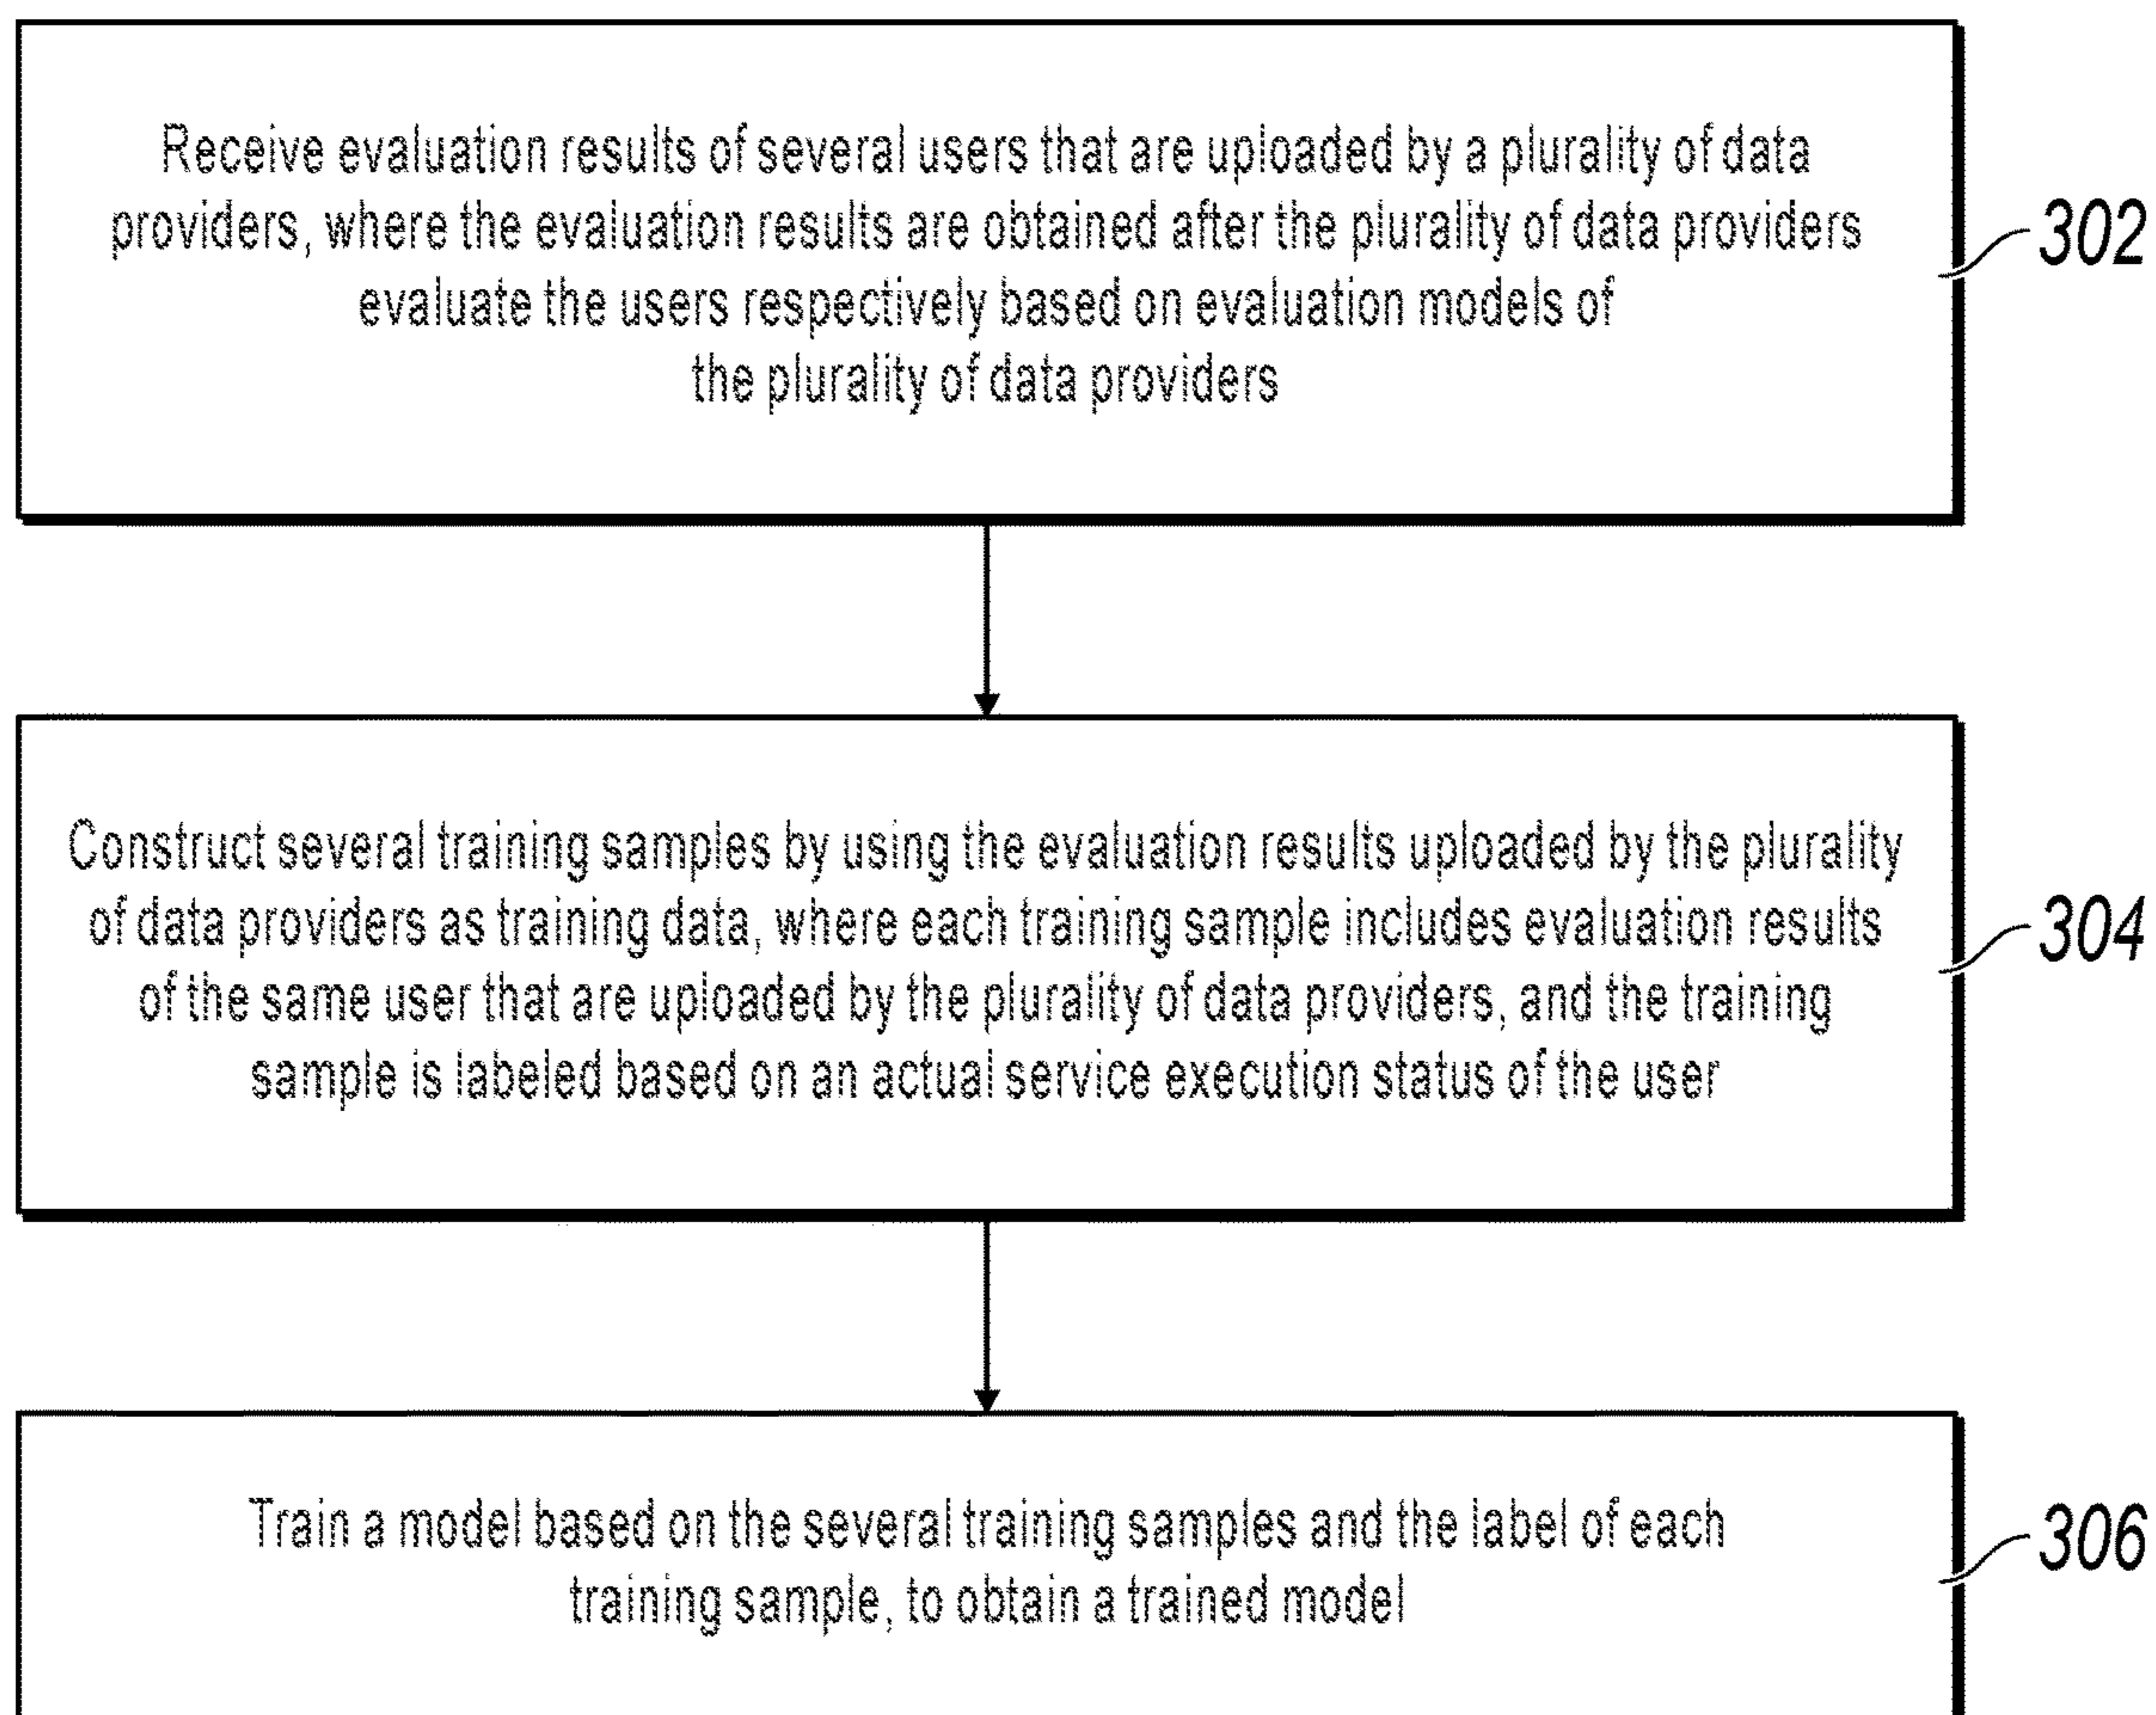 Receive evaluation results of several users that are uploaded by a plurality of data
providers, where the evaluation results are obtained after the plurality of data providers
evaluate the users respectively based on evaluation models of
the plurality of data providers
302
Construct several training samples by using the evaluation results uploaded by the plurality
of data providers as training data, where each training sample includes evaluation results
of the same user that are uploaded by the plurality of data providers, and the training
sample is labeled based on an actual service execution status of the user
304
Train a model based on the several training samples and the label of each
training sample, to obtain a trained model
306